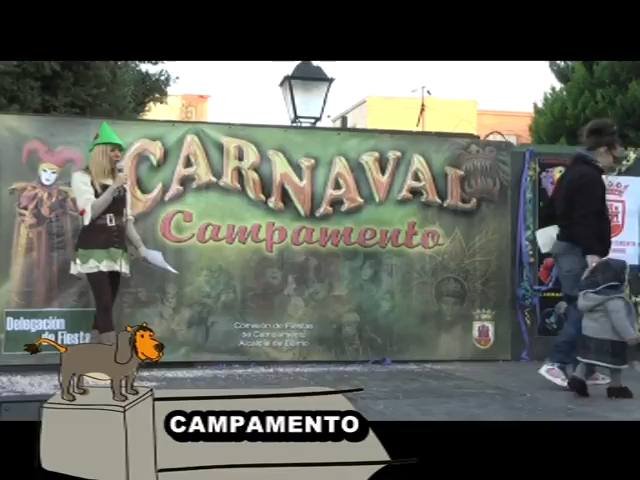 CARNAVAL
Campamento
Delegación
de Fiestas
Comisión de Fiestas
de Campamento
CAMPAMENTO